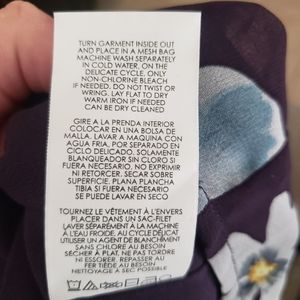 TURN GARMENT INSIDE OUT
AND PLACE IN A MESH BAG
MACHINE WASH SEPARATELY
IN COLD WATER, ON THE
DELICATE CYCLE. ONLY
NON-CHLORINE BLEACH
IF NEEDED. DO NOT TWIST OR
WRING. LAY FLAT TO DRY
WARM IRON IF NEEDED
CAN BE DRY CLEANED
GIRE A LA PRENDA INTERIOR
COLOCAR EN UNA BOLSA DE
MALLA. LAVAR A MAQUINA CON
AGUA FRIA, POR SEPARADO EN
CICLO DELICADO. SOLAMENTE
BLANQUEADOR SIN CLORO SI
FUERA NECESARIO. NO EXPRIMIR
NI RETORCER. SECAR SOBRE
SUPERFICIE. PLANA PLANCHA
TIBIA SI FUERA NECESARIO
SE PUEDE LAVAR EN SECO
TOURNEZ LE VÊTEMENT À L'ENVERS
PLACER DANS UN SAC-FILET
LAVER SÉPARÉMENT À LA MACHINE
À L'EAU FROIDE, AU CYCLE DÉLICAT
UTILISER UN AGENT DE BLANCHIMENT
SANS CHLORE AU BESOIN
SÉCHER À PLAT, NE PAS TORDRE
NI ESSORER. REPASSER AU
FER TIÈDE AU BESOIN
NETTOYAGE À SEC POSSIBLE